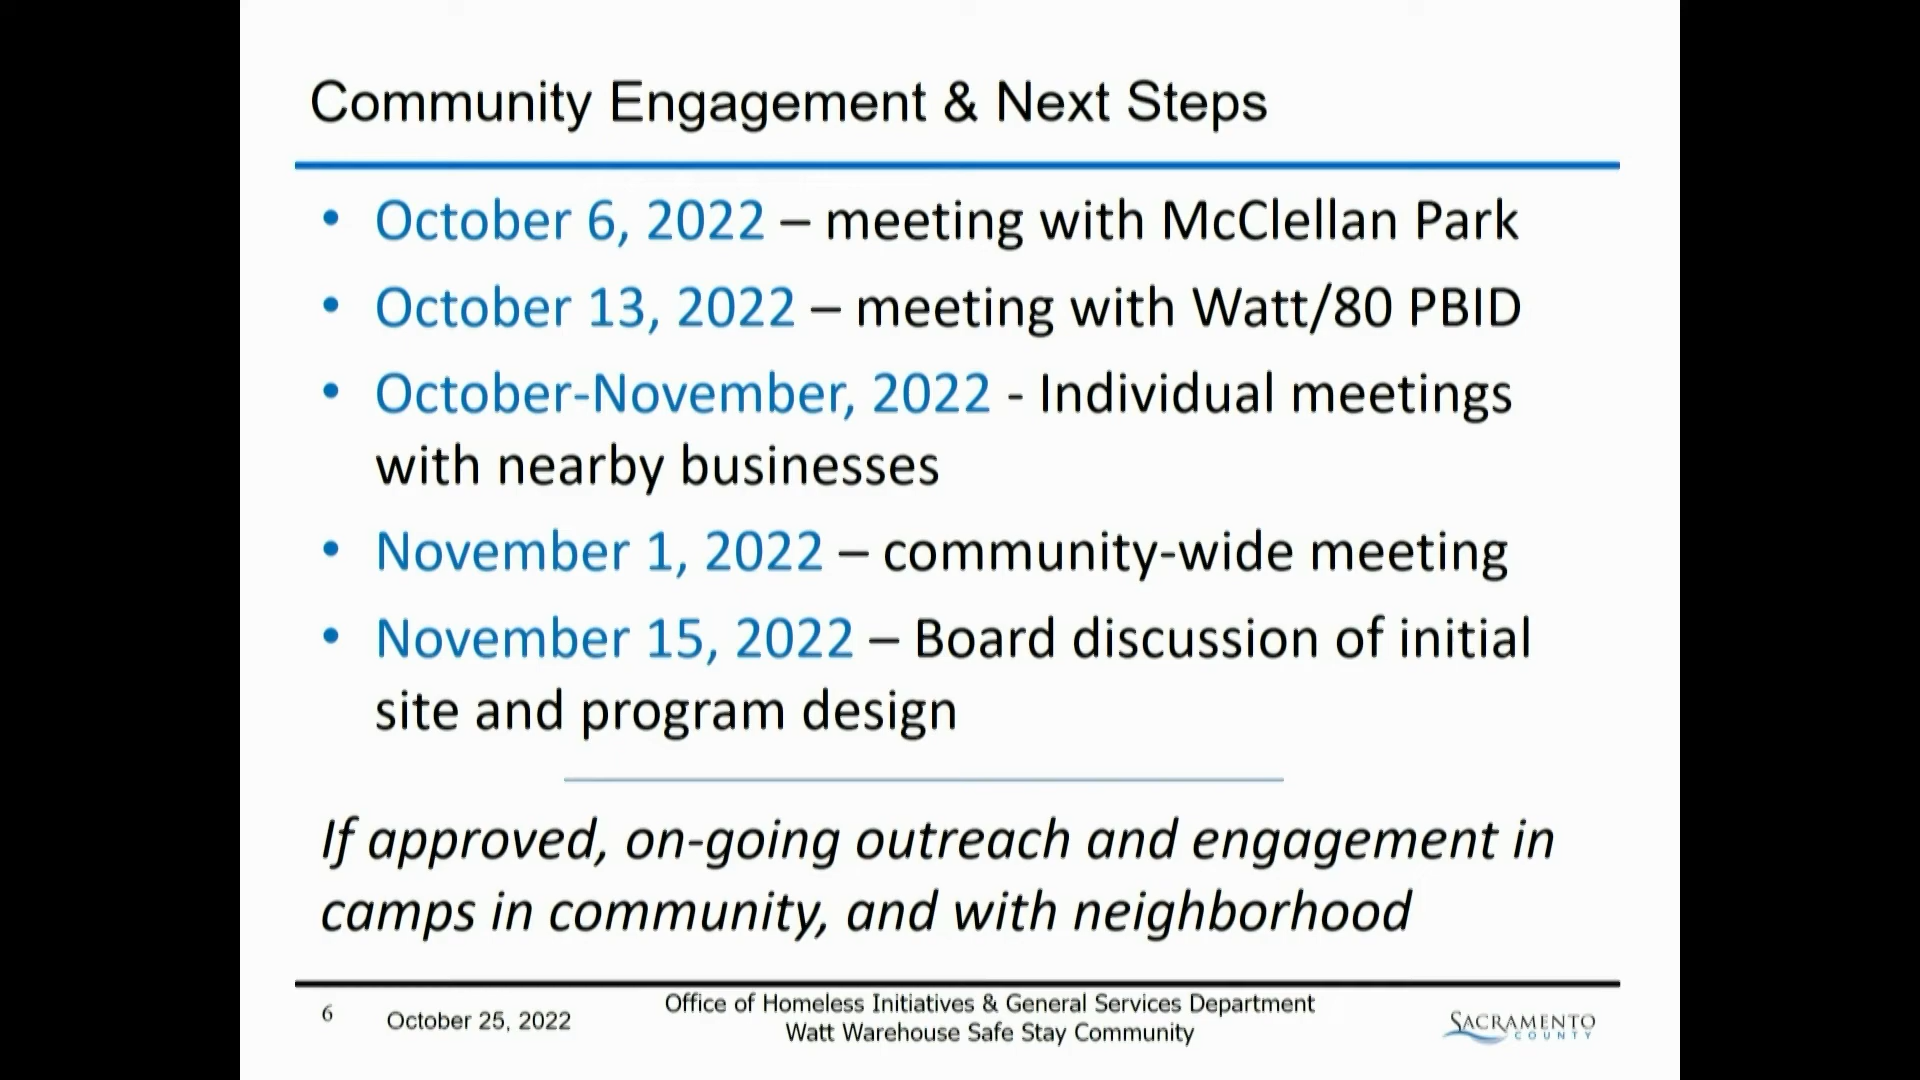 Community Engagement & Next Steps
• October 6, 2022 – meeting with McClellan Park
• October 13, 2022 – meeting with Watt/80 PBID
• October-November, 2022 - Individual meetings
with nearby businesses
• November 1, 2022 – community-wide meeting
• November 15, 2022 – Board discussion of initial
site and program design
If approved, on-going outreach and engagement in
camps in community, and with neighborhood
6
October 25, 2022
Office of Homeless Initiatives & General Services Department
Watt Warehouse Safe Stay Community
SACRAMENTO
COUNTY